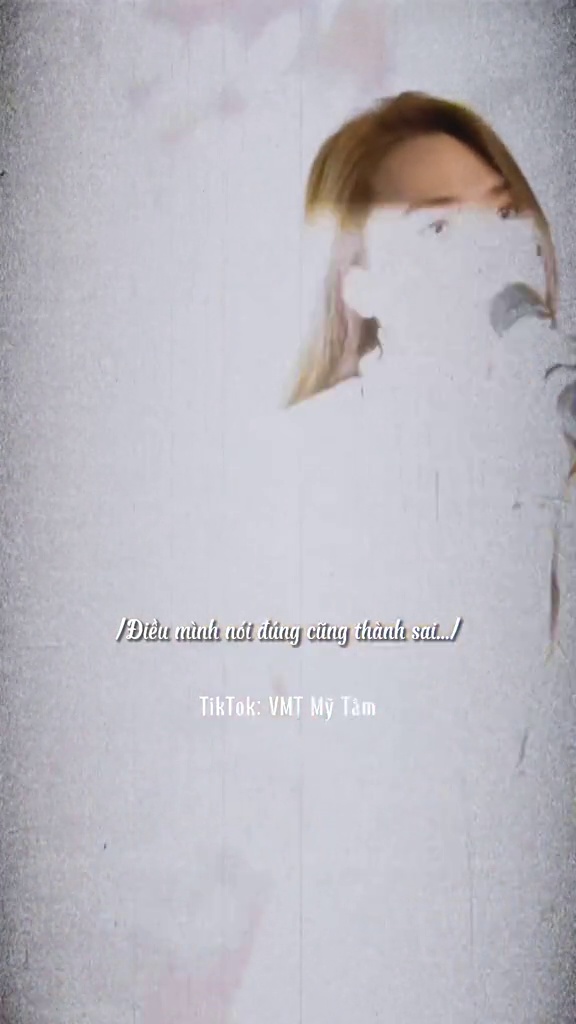 /Điều mình nói đúng cũng thành sai.../
TikTok: VMT Mỹ Tâm